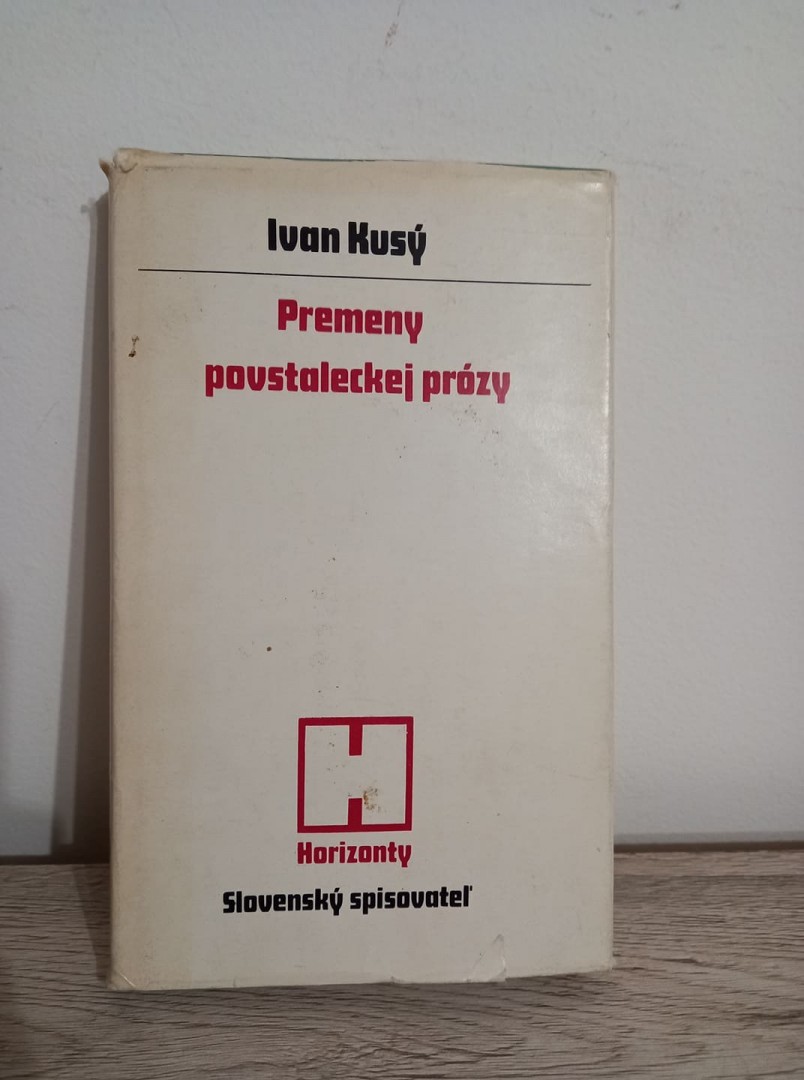 Ivan Kusý
Premeny
povstaleckej prózy
H
Horizonty
Slovenský spisovateľ